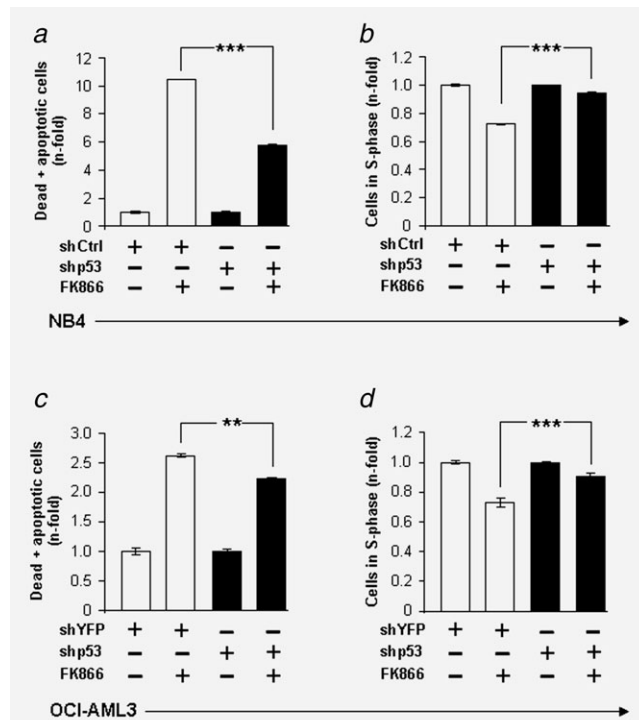 a
Dead + apoptotic cells
(n-fold)
12
10
8
6
4
2
0
***
shCtrl + + − −
shp53 − − + +
FK866 − + − +
b
Cells in S-phase (n-fold)
1.2
1.0
0.8
0.6
0.4
0.2
0
***
shCtrl + + − −
shp53 − − + +
FK866 − + − +
NB4
c
Dead + apoptotic cells
(n-fold)
3.0
2.5
2.0
1.5
1.0
0.5
0
**
shYFP + + − −
shp53 − − + +
FK866 − + − +
d
Cells in S-phase (n-fold)
1.2
1.0
0.8
0.6
0.4
0.2
0
***
shYFP + + − −
shp53 − − + +
FK866 − + − +
OCI-AML3